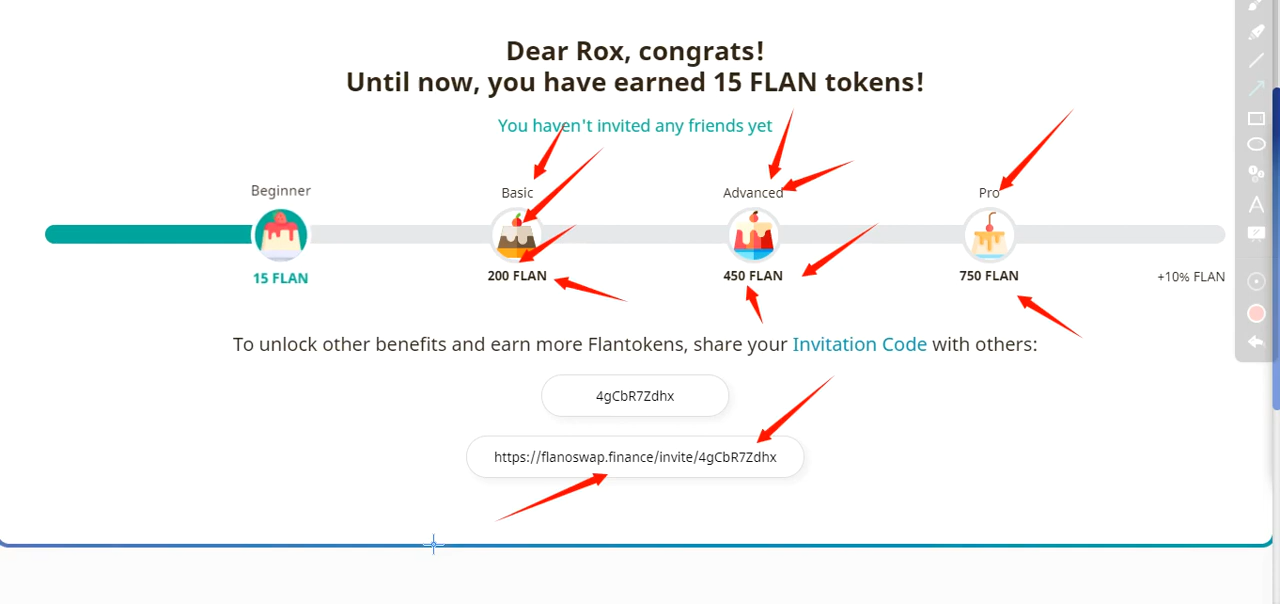 Dear Rox, congrats!
Until now, you have earned 15 FLAN tokens!
You haven't invited any friends yet
Beginner
Basic
Advanced
Pro
15 FLAN
200 FLAN
450 FLAN
750 FLAN
+10% FLAN
To unlock other benefits and earn more Flantokens, share your Invitation Code with others:
4gCbR7Zdhx
https://flanoswap.finance/invite/4gCbR7Zdhx